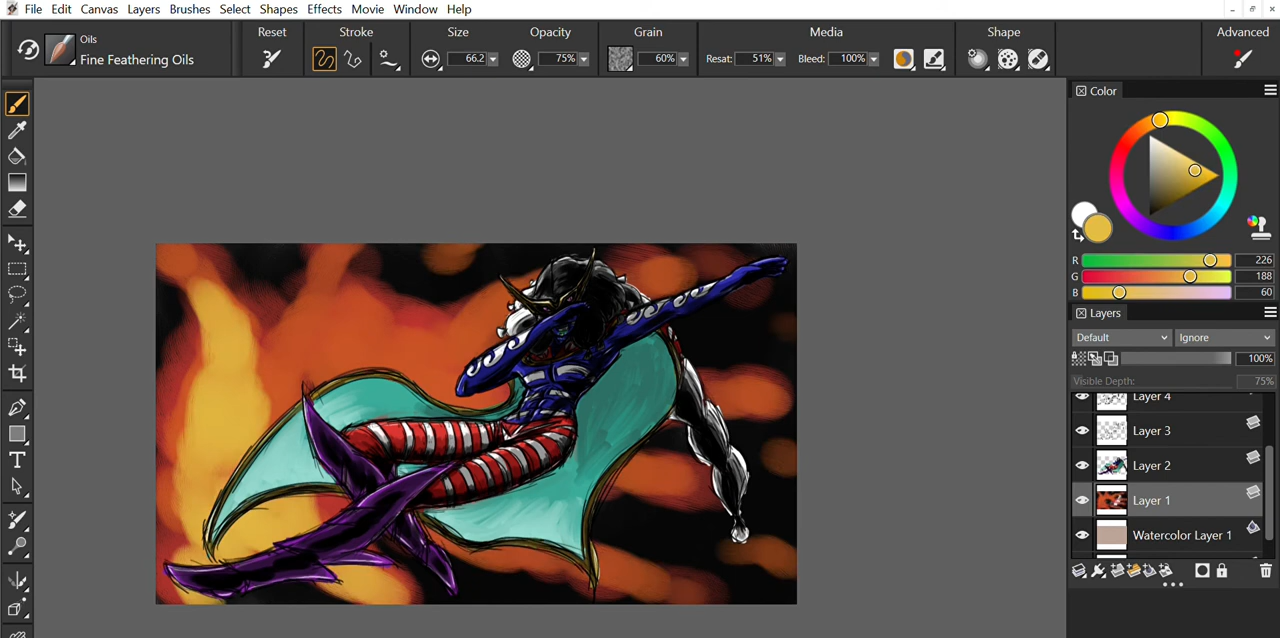 File Edit Canvas Layers Brushes Select Shapes Effects Movie Window Help
Oils
Fine Feathering Oils
Reset Stroke Size Opacity Grain Media Shape Advanced
66.2 75% 60% Resat: 51% Bleed: 100%
Color
R 226
G 188
B 60
Layers
Default Ignore
100%
Visible Depth: 75%
Layer 4
Layer 3
Layer 2
Layer 1
Watercolor Layer 1
T